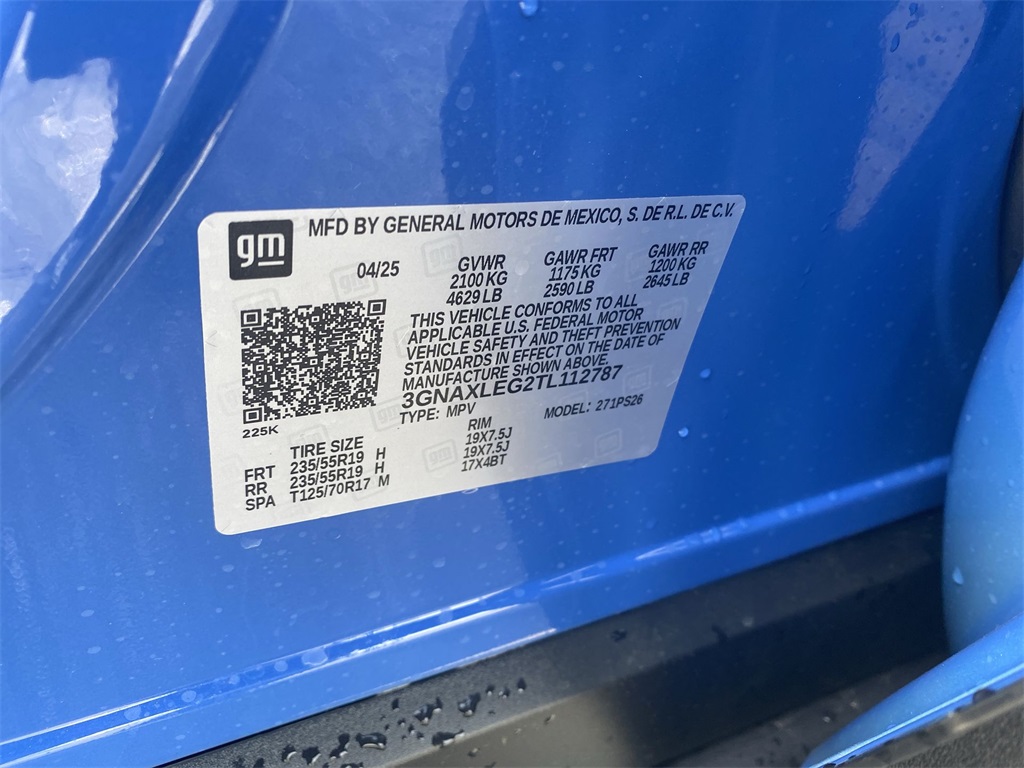 gm
MFD BY GENERAL MOTORS DE MEXICO, S. DE R.L. DE C.V.
04/25
GVWR
2100 KG
4629 LB
GAWR FRT
1175 KG
2590 LB
GAWR RR
1200 KG
2645 LB
THIS VEHICLE CONFORMS TO ALL
APPLICABLE U.S. FEDERAL MOTOR
VEHICLE SAFETY AND THEFT PREVENTION
STANDARDS IN EFFECT ON THE DATE OF
MANUFACTURE SHOWN ABOVE.
3GNAXLEG2TL112787
TYPE: MPV MODEL: 271PS26
225K
TIRE SIZE RIM
FRT 235/55R19 H 19X7.5J
RR 235/55R19 H 19X7.5J
SPA T125/70R17 M 17X4BT